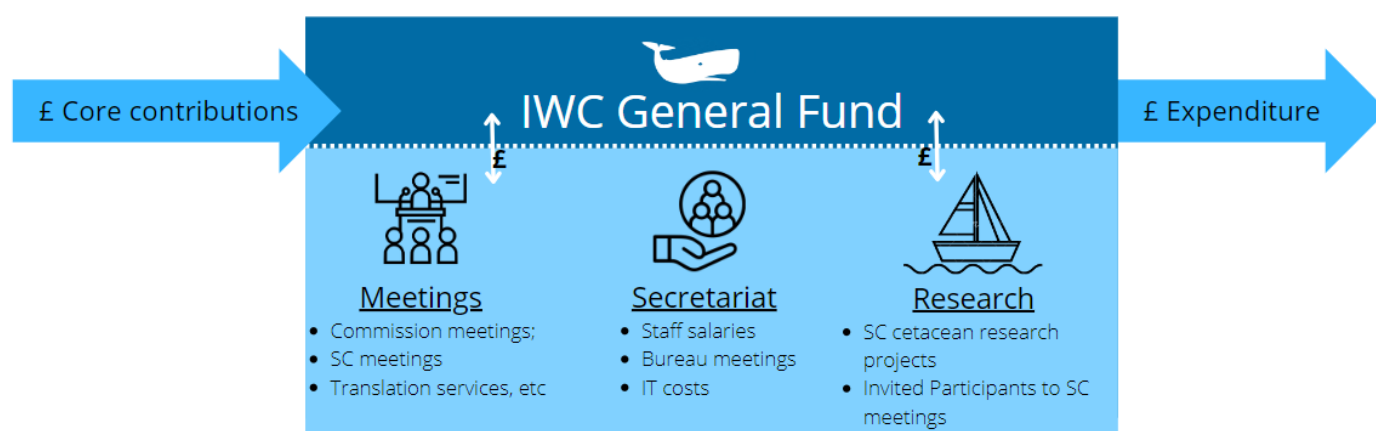 £ Core contributions
IWC General Fund
£ Expenditure
£
£
Meetings
• Commission meetings;
• SC meetings
• Translation services, etc
Secretariat
• Staff salaries
• Bureau meetings
• IT costs
Research
• SC cetacean research
projects
• Invited Participants to SC
meetings